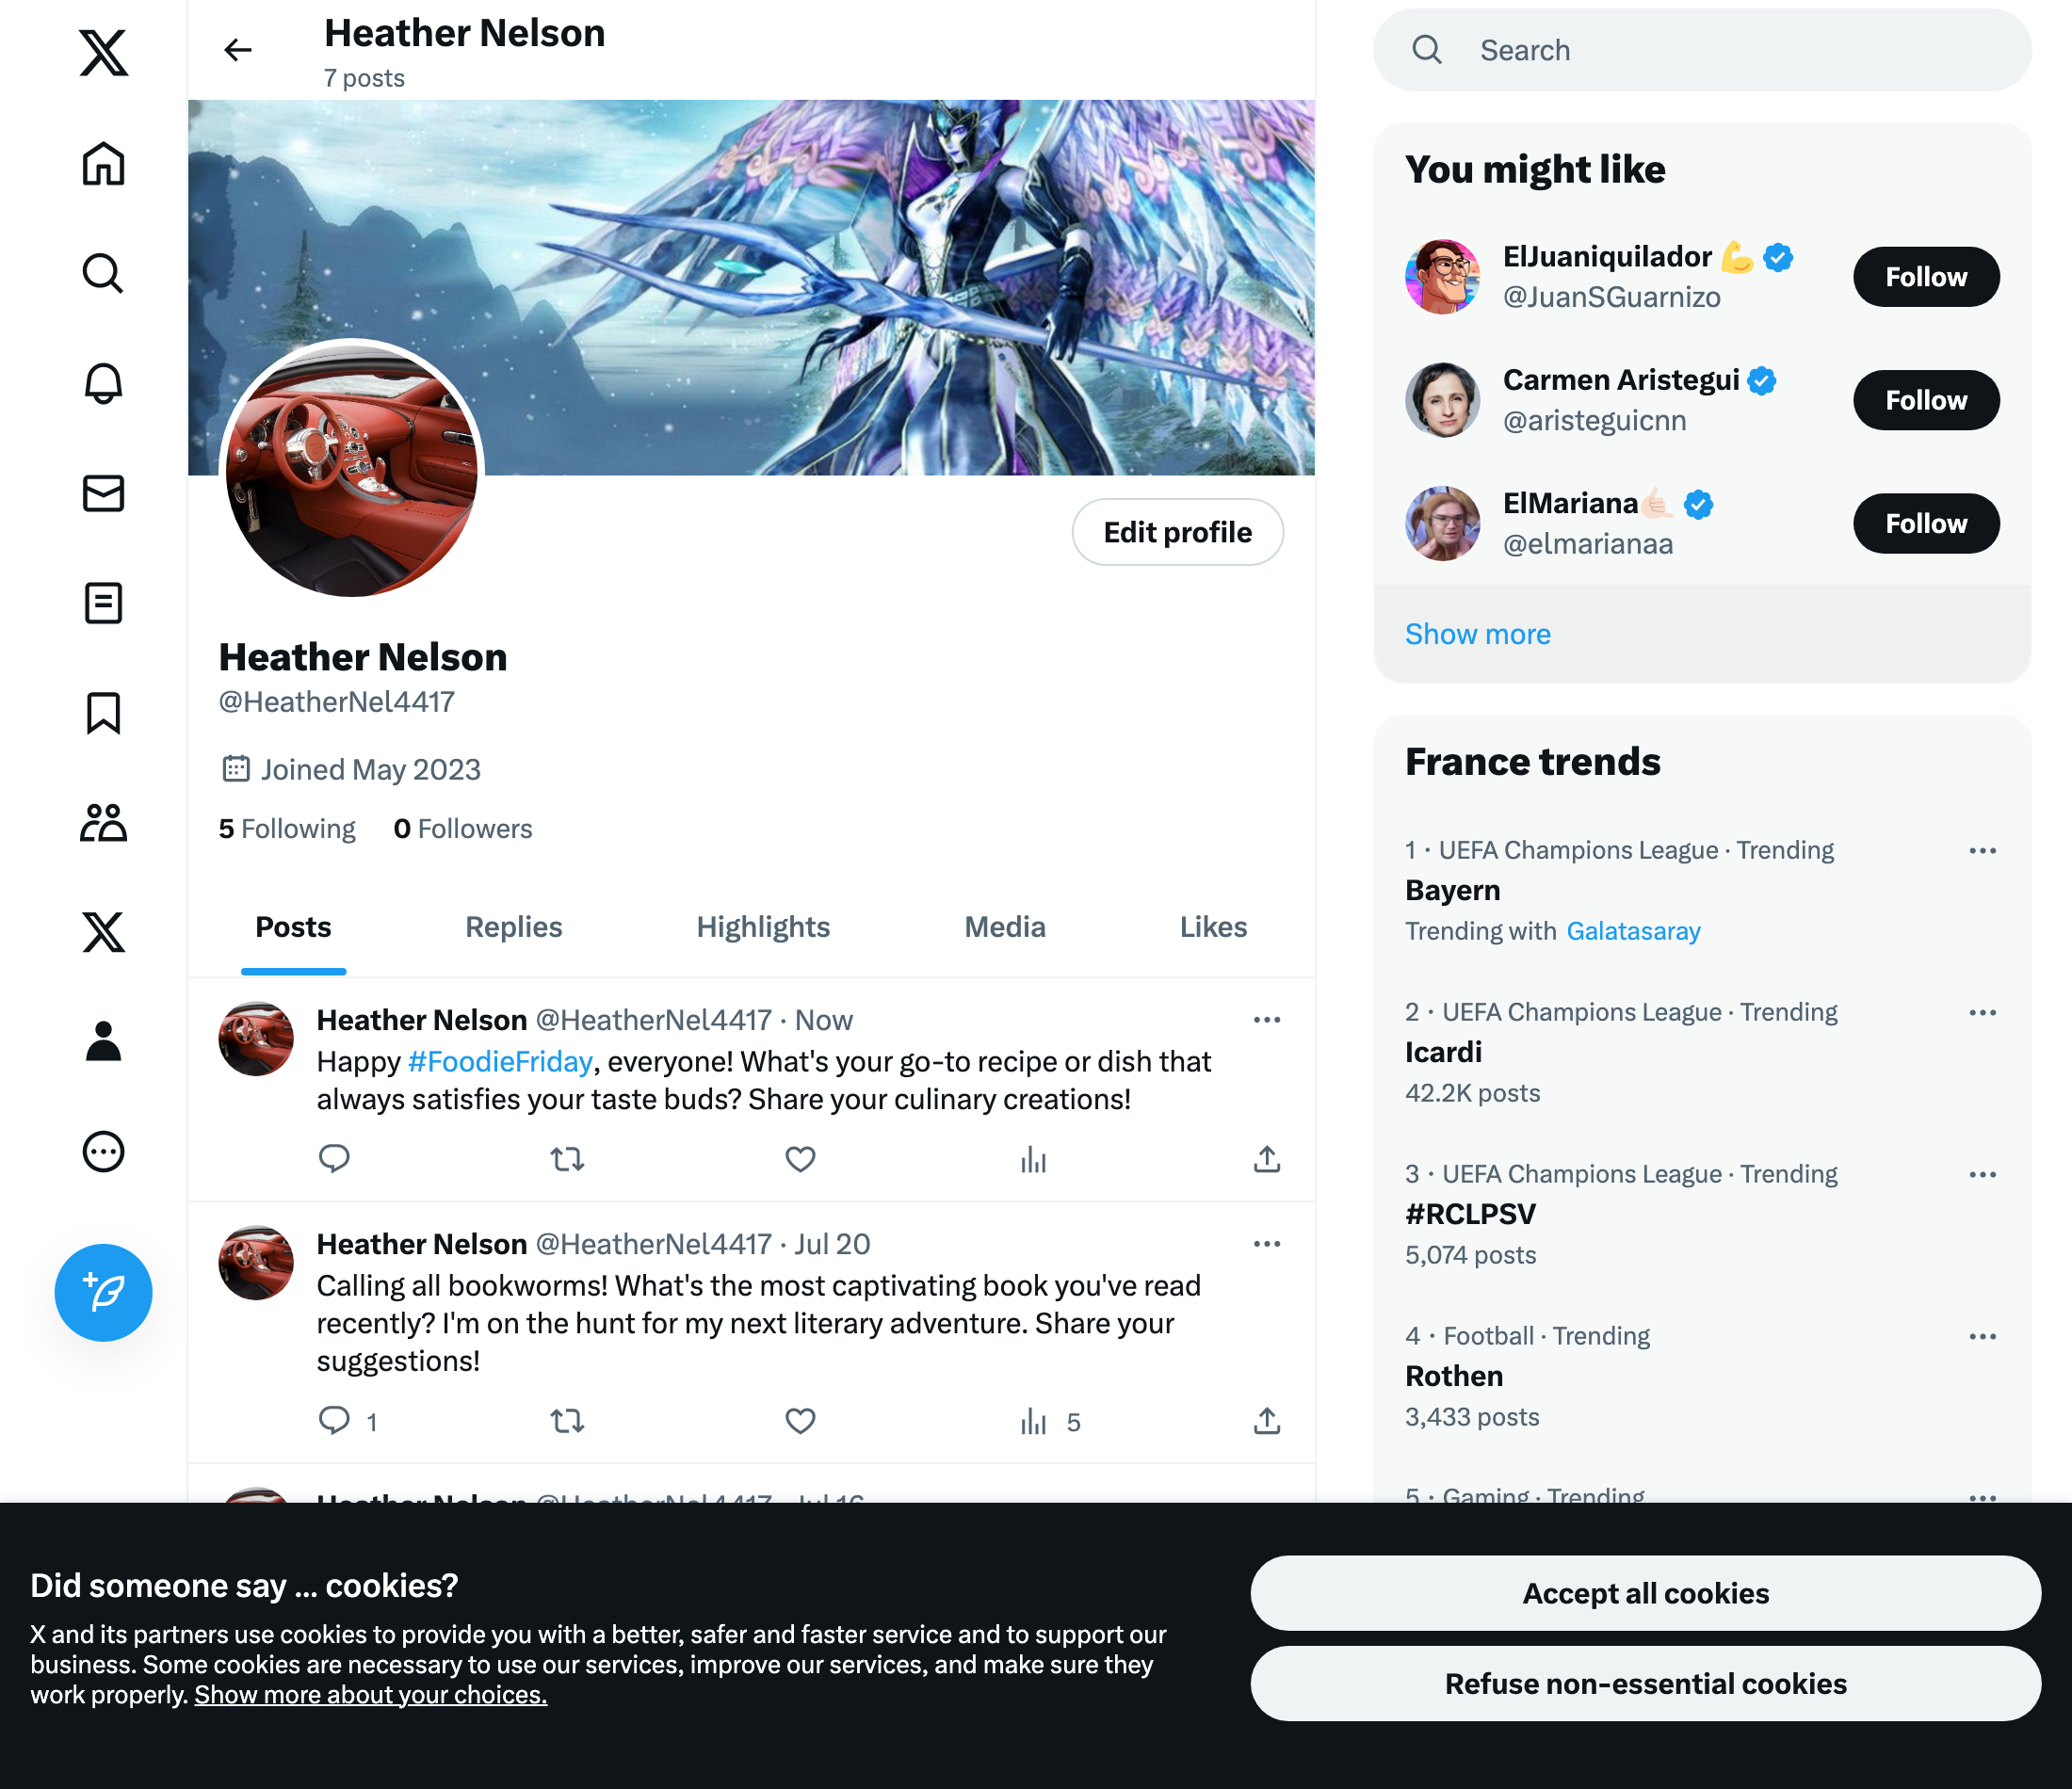 Heather Nelson
7 posts
Edit profile
Heather Nelson
@HeatherNel4417
Joined May 2023
5 Following 0 Followers
Posts Replies Highlights Media Likes
Heather Nelson @HeatherNel4417 · Now
Happy #FoodieFriday, everyone! What's your go-to recipe or dish that
always satisfies your taste buds? Share your culinary creations!
Heather Nelson @HeatherNel4417 · Jul 20
Calling all bookworms! What's the most captivating book you've read
recently? I'm on the hunt for my next literary adventure. Share your
suggestions!
1 5
Heather Nelson @HeatherNel4417 · Jul 16
Search
You might like
ElJuaniquilador 💪
@JuanSGuarnizo
Follow
Carmen Aristegui
@aristeguicnn
Follow
ElMariana🤙🏻
@elmarianaa
Follow
Show more
France trends
1 · UEFA Champions League · Trending
Bayern
Trending with Galatasaray
2 · UEFA Champions League · Trending
Icardi
42.2K posts
3 · UEFA Champions League · Trending
#RCLPSV
5,074 posts
4 · Football · Trending
Rothen
3,433 posts
5 · Gaming · Trending
Did someone say … cookies?
X and its partners use cookies to provide you with a better, safer and faster service and to support our
business. Some cookies are necessary to use our services, improve our services, and make sure they
work properly. Show more about your choices.
Accept all cookies
Refuse non-essential cookies